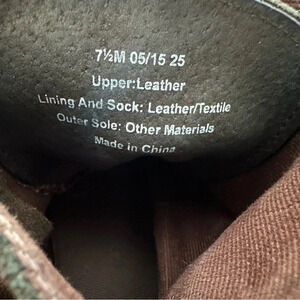 7½M 05/15 25
Upper:Leather
Lining And Sock: Leather/Textile
Outer Sole: Other Materials
Made in China